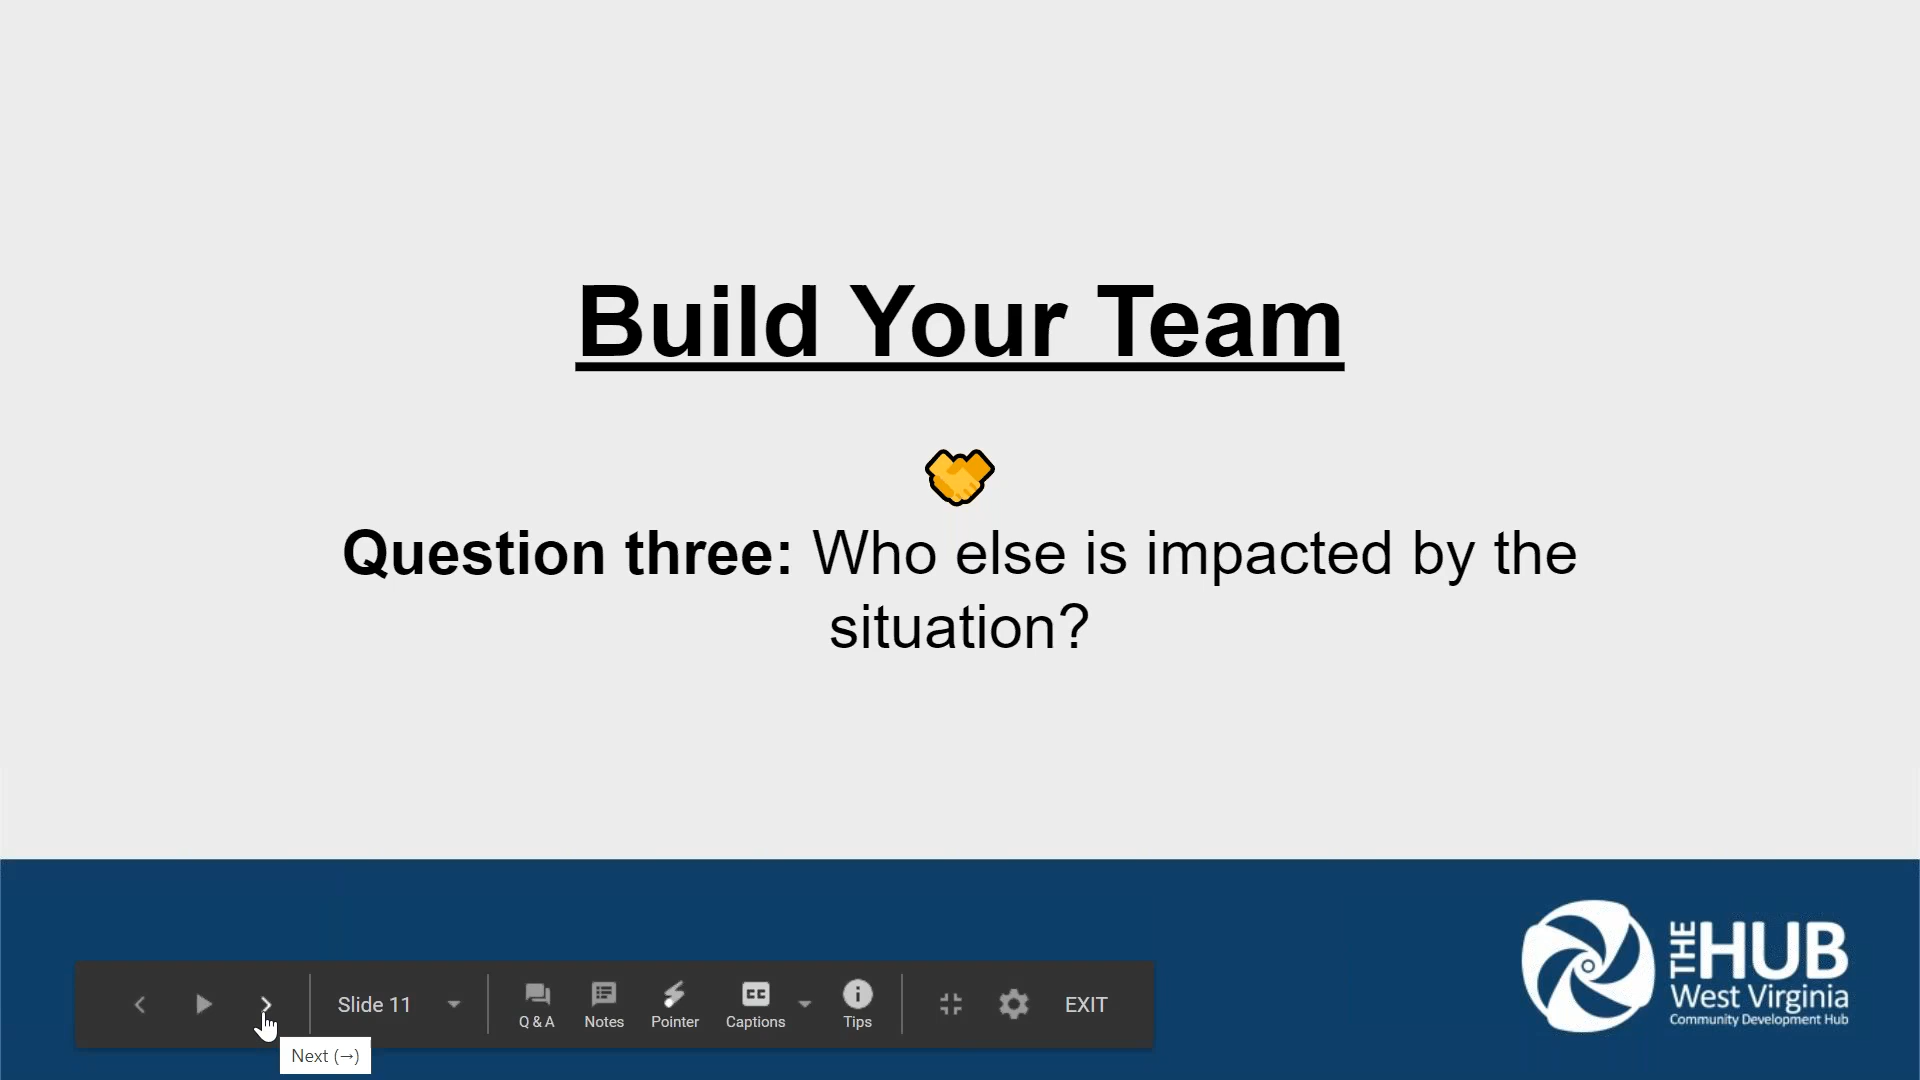 Build Your Team
Question three: Who else is impacted by the
situation?
THE HUB
West Virginia
Community Development Hub
Slide 11
Q & A
Notes
Pointer
CC
Captions
Tips
EXIT
Next (→)